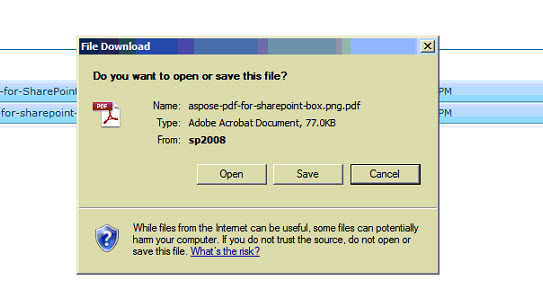 File Download
Do you want to open or save this file?
-for-SharePoint
PM
PDF
Name: aspose-pdf-for-sharepoint-box.png.pdf
for-sharepoint-
PM
Type: Adobe Acrobat Document, 77.0KB
From: sp2008
Open Save Cancel
While files from the Internet can be useful, some files can potentially
harm your computer. If you do not trust the source, do not open or
save this file. What's the risk?